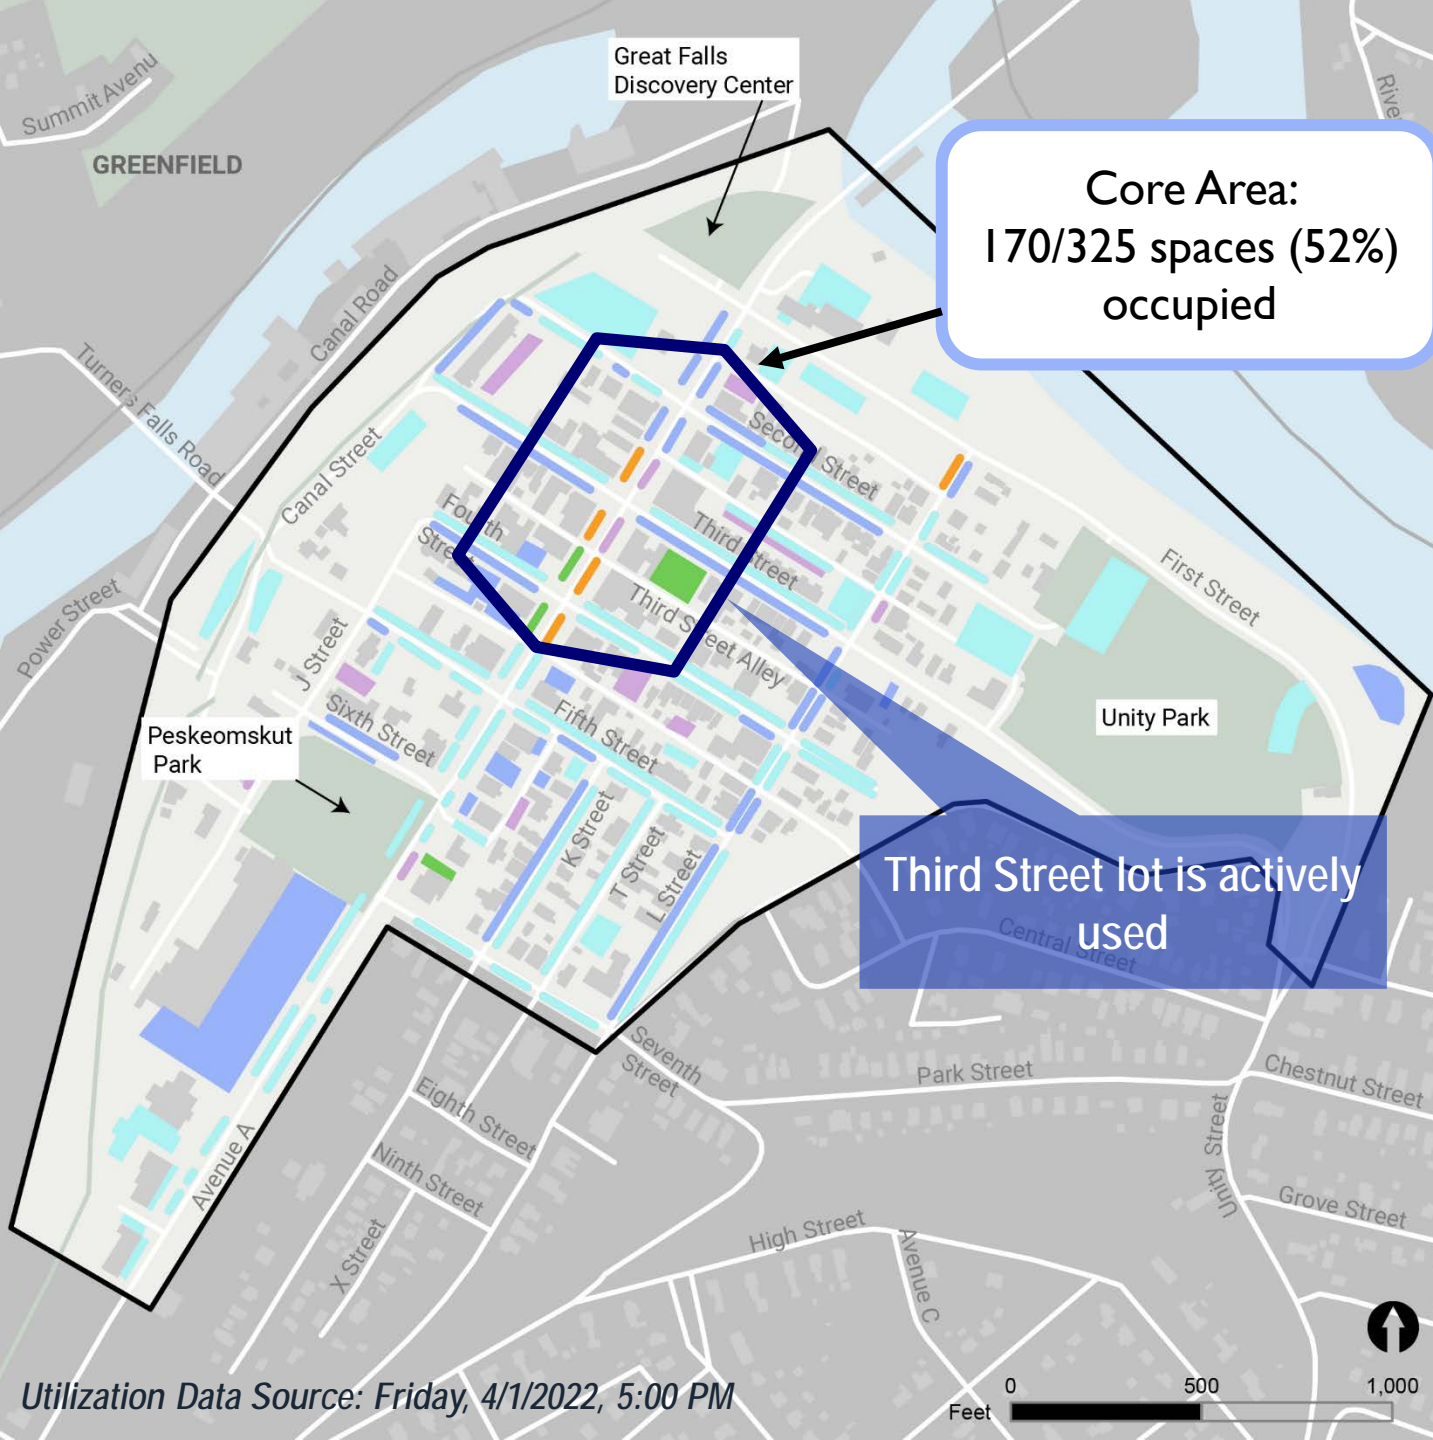 Great Falls
Discovery Center
Summit Avenu
River
GREENFIELD
Core Area:
170/325 spaces (52%)
occupied
Canal Road
Turners Falls Road
Canal Street
Second Street
Fourth
Street
Third Street
First Street
Power Street
Third Street Alley
J Street
Sixth Street
Fifth Street
Unity Park
Peskeomskut
Park
K Street
T Street
L Street
Third Street lot is actively
used
Central Street
Seventh
Street
Park Street
Chestnut Street
Eighth Street
Unity Street
Avenue A
Ninth Street
Grove Street
High Street
Avenue C
X Street
Utilization Data Source: Friday, 4/1/2022, 5:00 PM
0 500 1,000
Feet